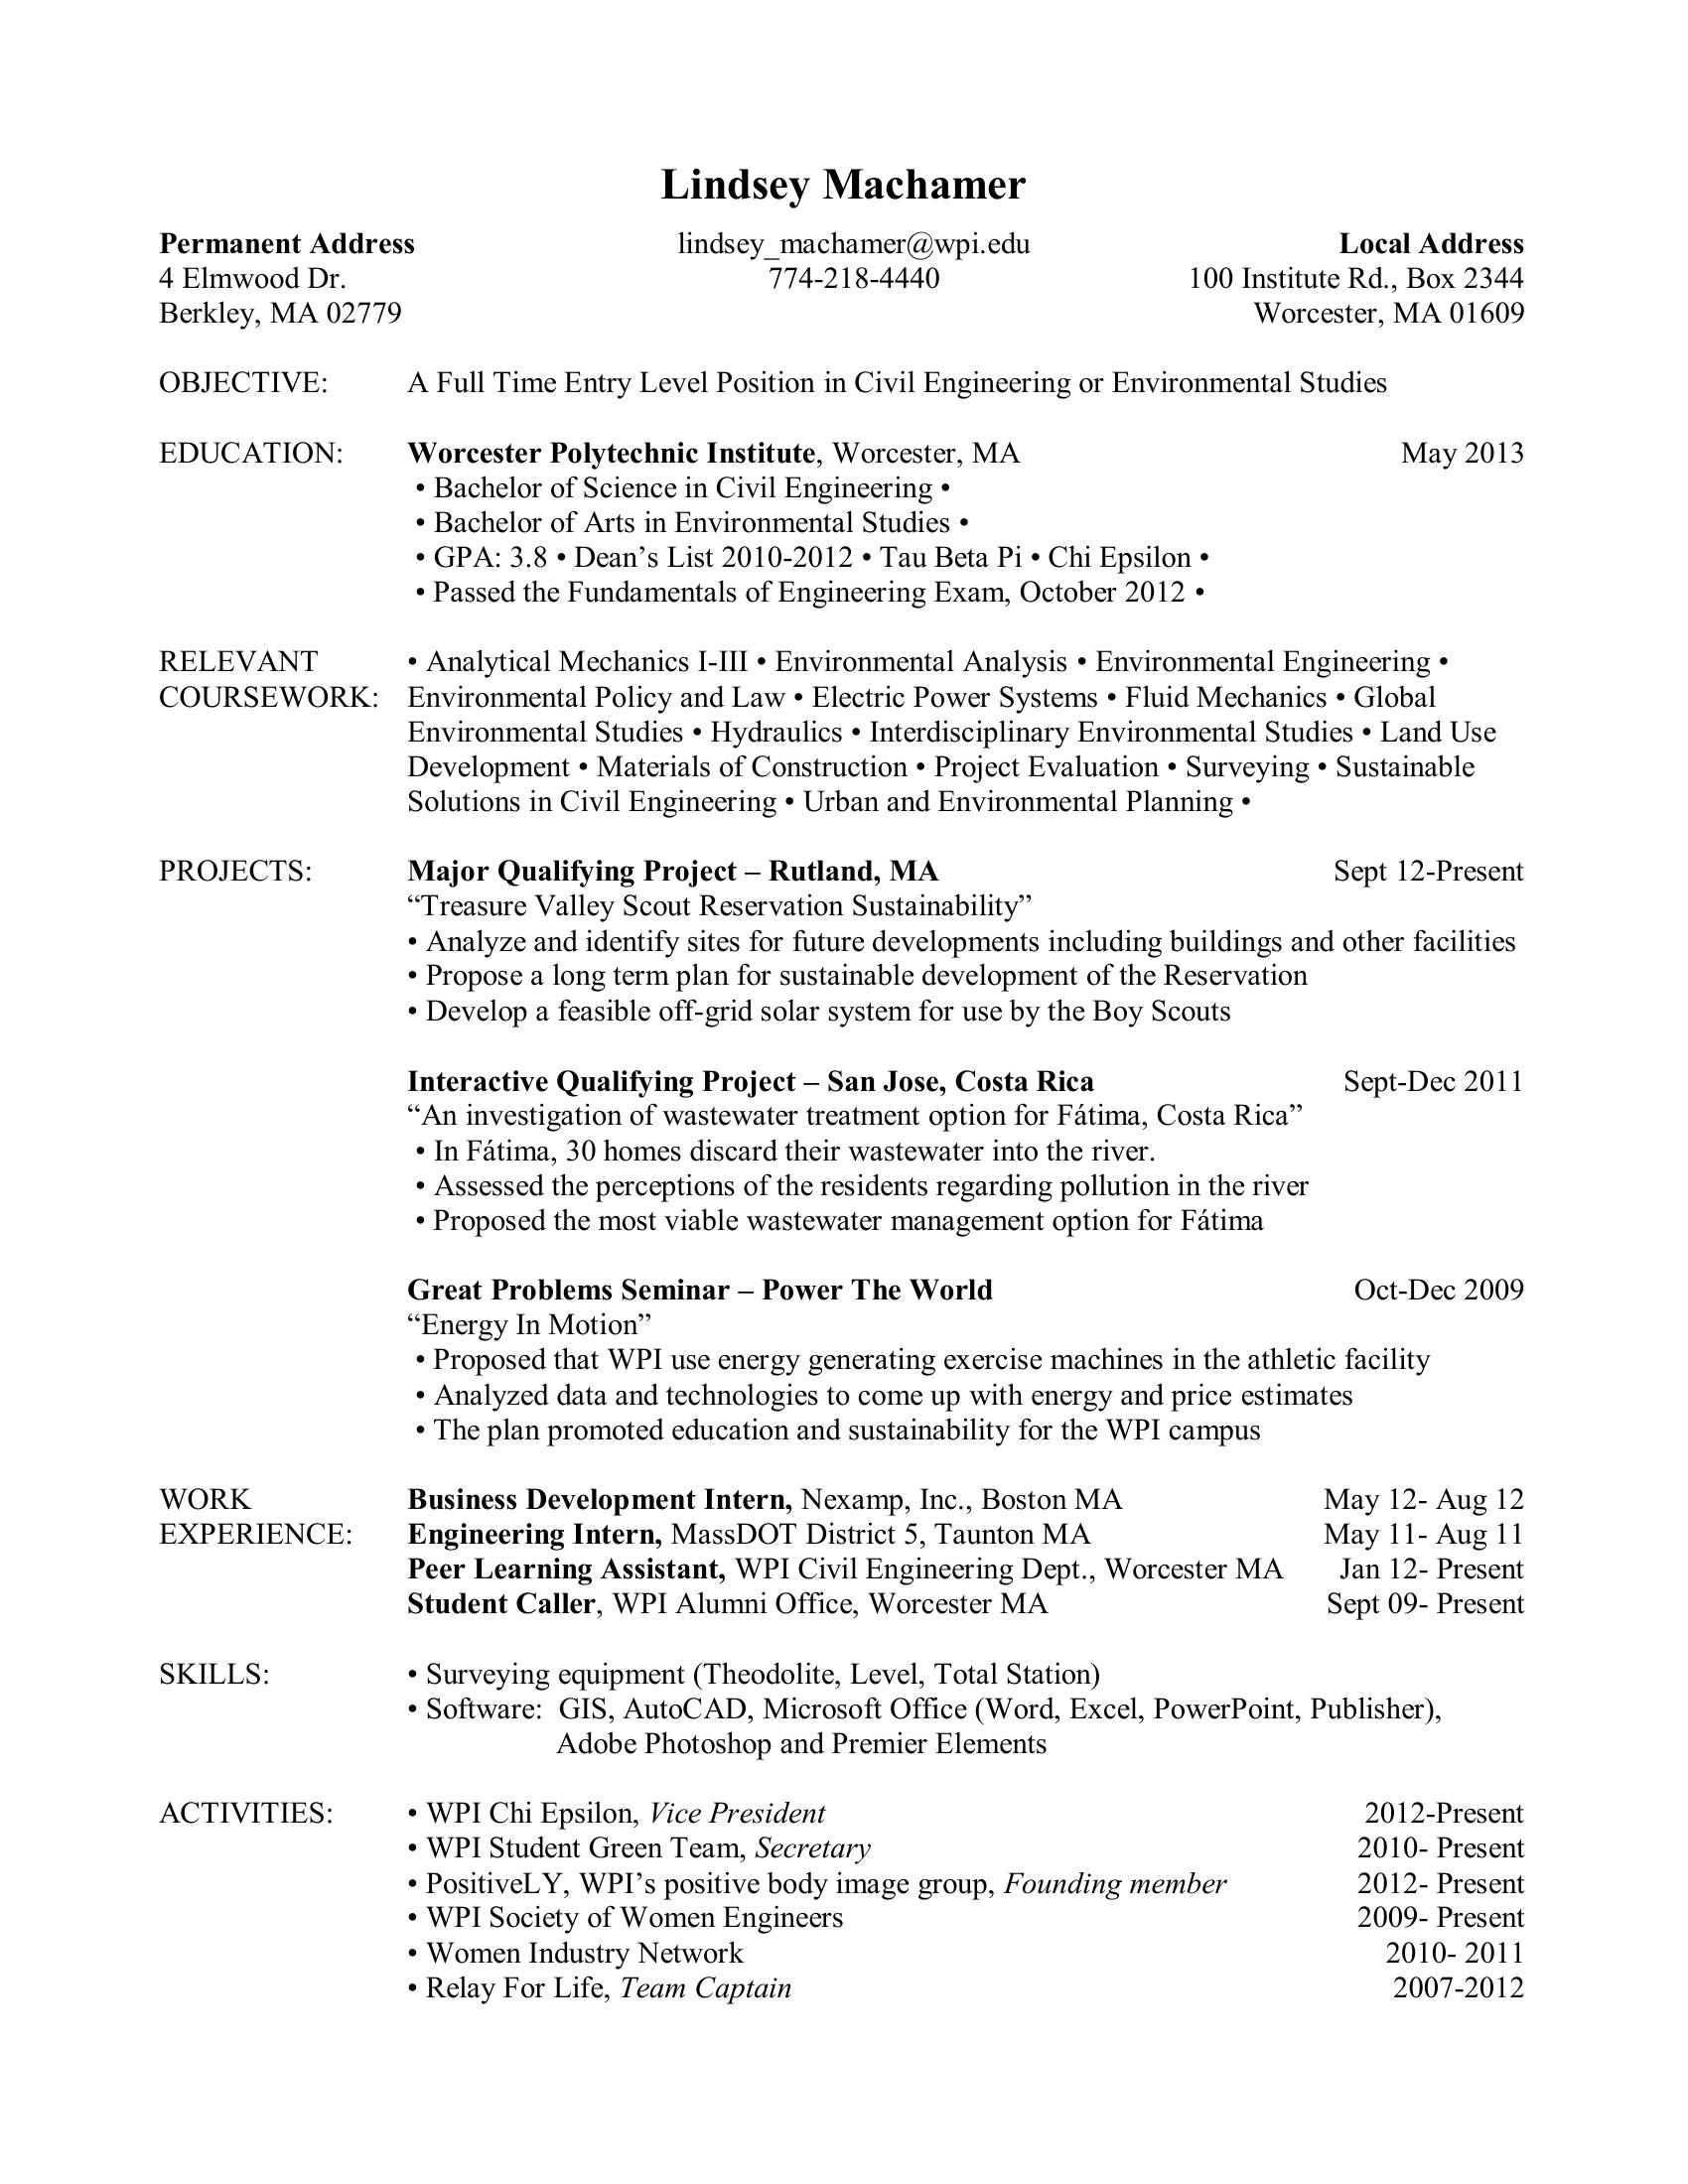 Lindsey Machamer
Permanent Address lindsey_machamer@wpi.edu Local Address
4 Elmwood Dr. 774-218-4440 100 Institute Rd., Box 2344
Berkley, MA 02779 Worcester, MA 01609
OBJECTIVE: A Full Time Entry Level Position in Civil Engineering or Environmental Studies
EDUCATION: Worcester Polytechnic Institute, Worcester, MA May 2013
• Bachelor of Science in Civil Engineering •
• Bachelor of Arts in Environmental Studies •
• GPA: 3.8 • Dean’s List 2010-2012 • Tau Beta Pi • Chi Epsilon •
• Passed the Fundamentals of Engineering Exam, October 2012 •
RELEVANT • Analytical Mechanics I-III • Environmental Analysis • Environmental Engineering •
COURSEWORK: Environmental Policy and Law • Electric Power Systems • Fluid Mechanics • Global
Environmental Studies • Hydraulics • Interdisciplinary Environmental Studies • Land Use
Development • Materials of Construction • Project Evaluation • Surveying • Sustainable
Solutions in Civil Engineering • Urban and Environmental Planning •
PROJECTS: Major Qualifying Project – Rutland, MA Sept 12-Present
“Treasure Valley Scout Reservation Sustainability”
• Analyze and identify sites for future developments including buildings and other facilities
• Propose a long term plan for sustainable development of the Reservation
• Develop a feasible off-grid solar system for use by the Boy Scouts
Interactive Qualifying Project – San Jose, Costa Rica Sept-Dec 2011
“An investigation of wastewater treatment option for Fátima, Costa Rica”
• In Fátima, 30 homes discard their wastewater into the river.
• Assessed the perceptions of the residents regarding pollution in the river
• Proposed the most viable wastewater management option for Fátima
Great Problems Seminar – Power The World Oct-Dec 2009
“Energy In Motion”
• Proposed that WPI use energy generating exercise machines in the athletic facility
• Analyzed data and technologies to come up with energy and price estimates
• The plan promoted education and sustainability for the WPI campus
WORK Business Development Intern, Nexamp, Inc., Boston MA May 12- Aug 12
EXPERIENCE: Engineering Intern, MassDOT District 5, Taunton MA May 11- Aug 11
Peer Learning Assistant, WPI Civil Engineering Dept., Worcester MA Jan 12- Present
Student Caller, WPI Alumni Office, Worcester MA Sept 09- Present
SKILLS: • Surveying equipment (Theodolite, Level, Total Station)
• Software: GIS, AutoCAD, Microsoft Office (Word, Excel, PowerPoint, Publisher),
Adobe Photoshop and Premier Elements
ACTIVITIES: • WPI Chi Epsilon, Vice President 2012-Present
• WPI Student Green Team, Secretary 2010- Present
• PositiveLY, WPI’s positive body image group, Founding member 2012- Present
• WPI Society of Women Engineers 2009- Present
• Women Industry Network 2010- 2011
• Relay For Life, Team Captain 2007-2012